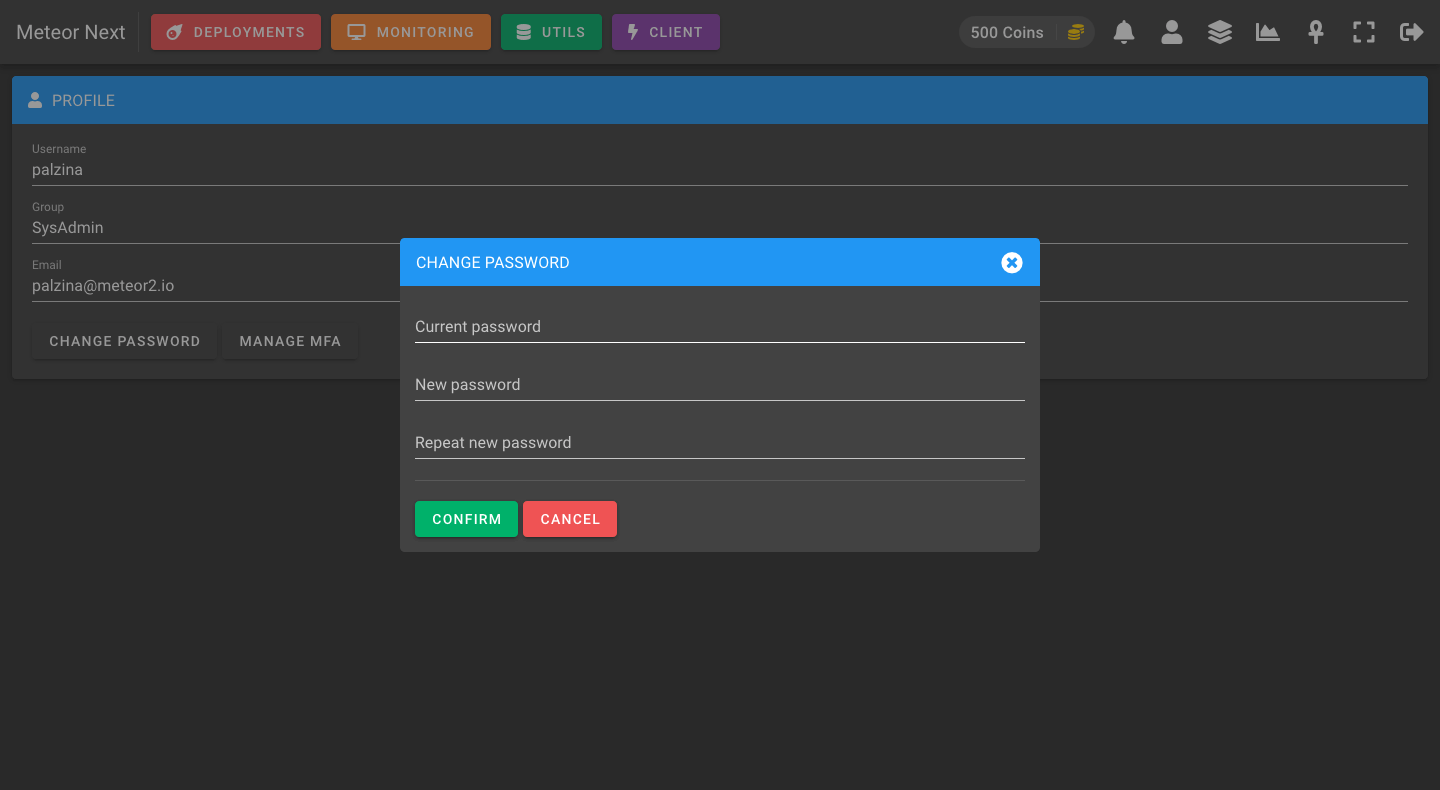 Meteor Next DEPLOYMENTS MONITORING UTILS CLIENT 500 Coins
PROFILE
Username
palzina
Group
SysAdmin
Email
palzina@meteor2.io
CHANGE PASSWORD MANAGE MFA
CHANGE PASSWORD
Current password
New password
Repeat new password
CONFIRM CANCEL